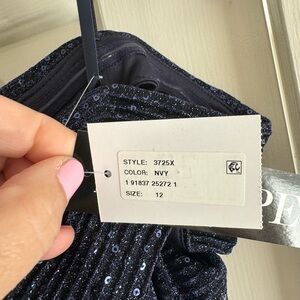 STYLE: 3725X
COLOR: NVY
1 91837 25272 1
SIZE: 12